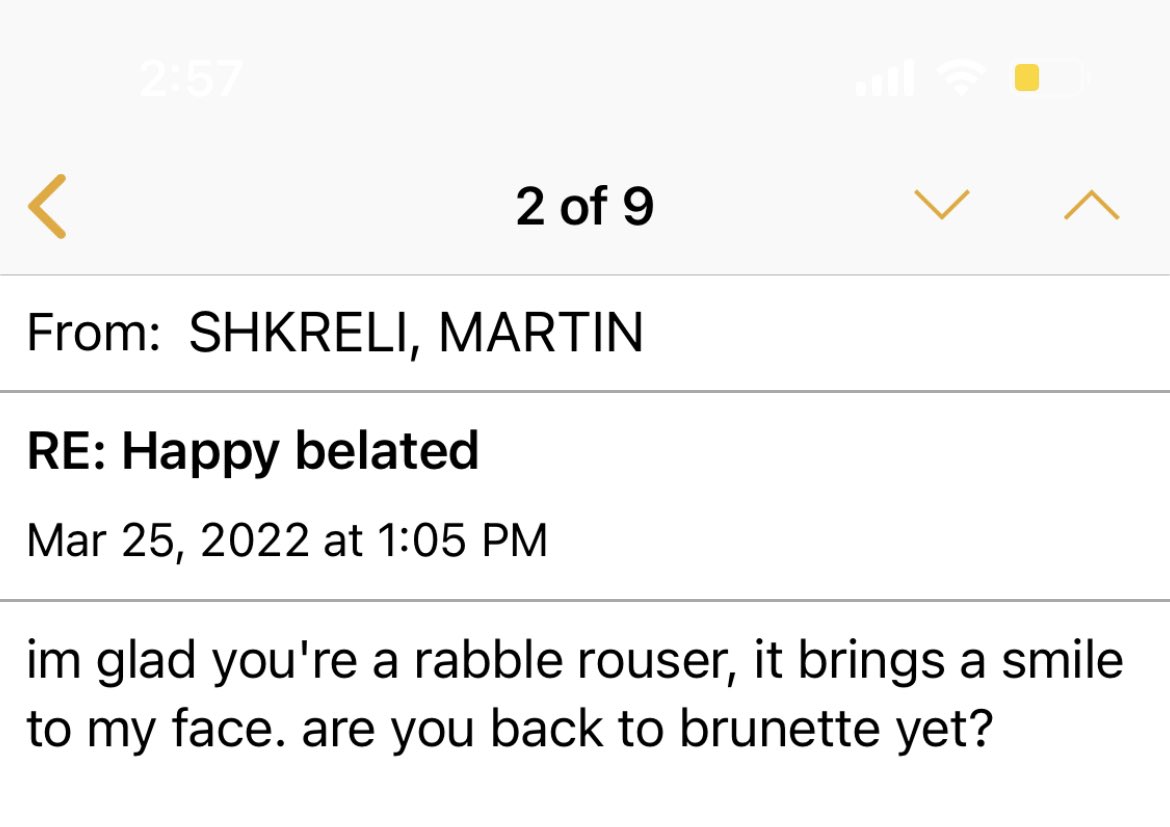 2:57
2 of 9
From: SHKRELI, MARTIN
RE: Happy belated
Mar 25, 2022 at 1:05 PM
im glad you're a rabble rouser, it brings a smile
to my face. are you back to brunette yet?